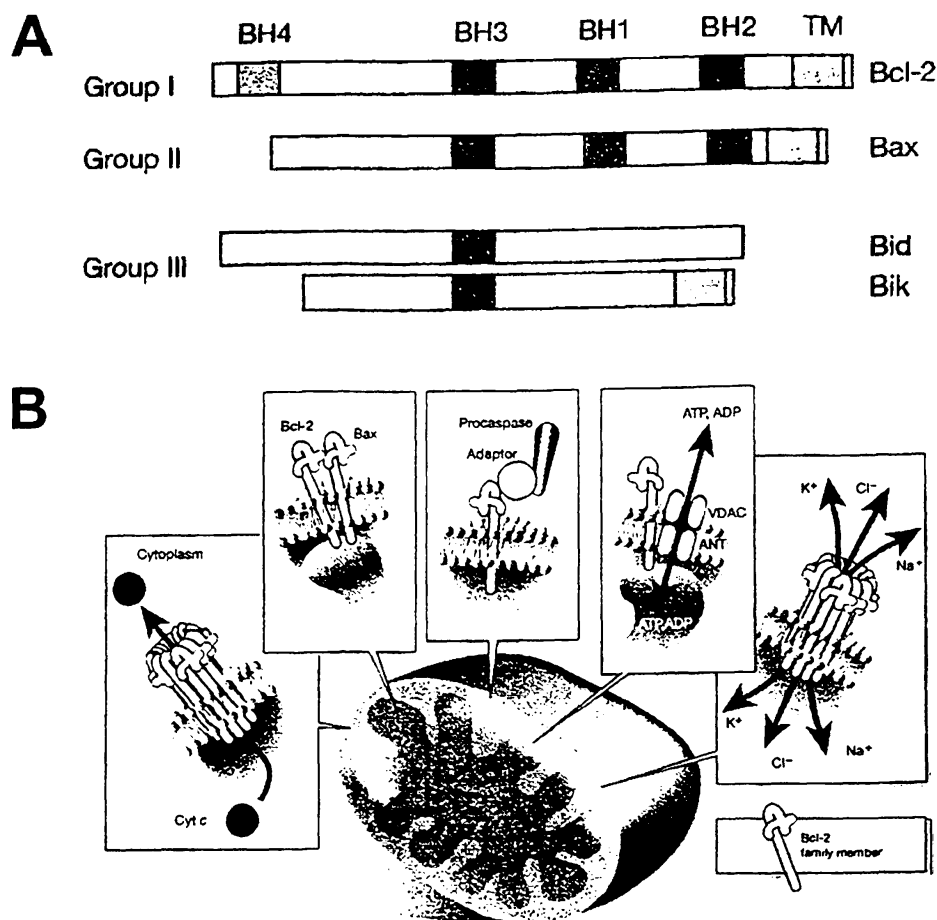 A
BH4 BH3 BH1 BH2 TM
Group I Bcl-2
Group II Bax
Group III Bid
Bik
B
Bcl-2 Bax
Procaspase
Adaptor
ATP, ADP
VDAC
ANT
ATP,ADP
K⁺ Cl⁻
Na⁺
K⁺
Cl⁻ Na⁺
Cytoplasm
Cyt c
Bcl-2
family member